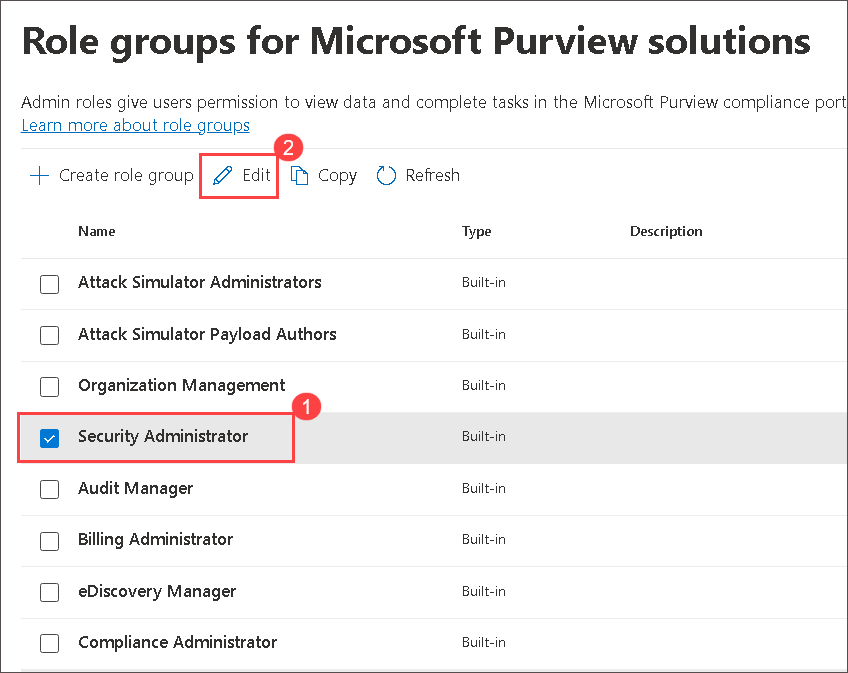 Role groups for Microsoft Purview solutions
Admin roles give users permission to view data and complete tasks in the Microsoft Purview compliance port
Learn more about role groups
2
Create role group Edit Copy Refresh
Name Type Description
Attack Simulator Administrators Built-in
Attack Simulator Payload Authors Built-in
Organization Management Built-in
1
Security Administrator Built-in
Audit Manager Built-in
Billing Administrator Built-in
eDiscovery Manager Built-in
Compliance Administrator Built-in